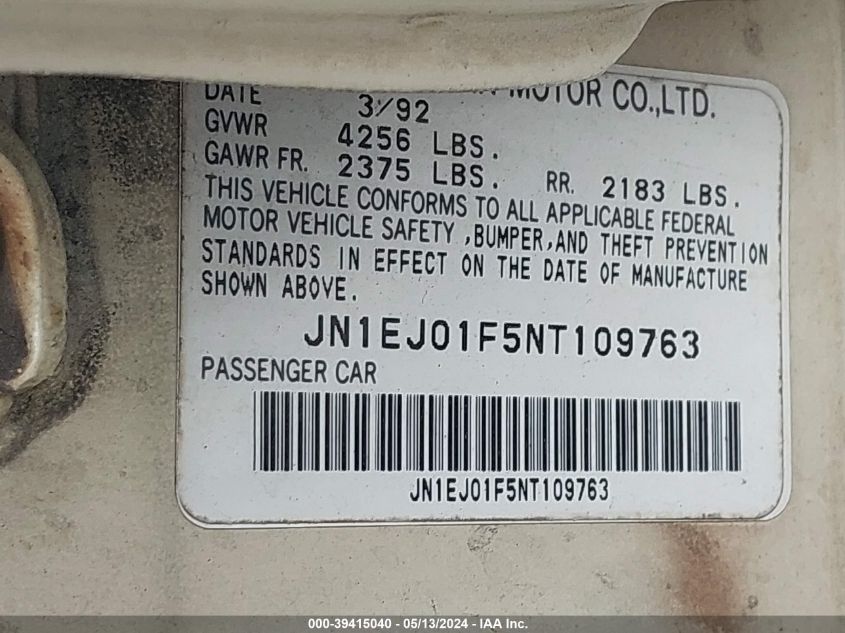 MOTOR CO.,LTD.
DATE 3/92
GVWR 4256 LBS.
GAWR FR. 2375 LBS. RR. 2183 LBS.
THIS VEHICLE CONFORMS TO ALL APPLICABLE FEDERAL
MOTOR VEHICLE SAFETY ,BUMPER,AND THEFT PREVENTION
STANDARDS IN EFFECT ON THE DATE OF MANUFACTURE
SHOWN ABOVE.
JN1EJ01F5NT109763
PASSENGER CAR
JN1EJ01F5NT109763
000-39415040 - 05/13/2024 - IAA Inc.